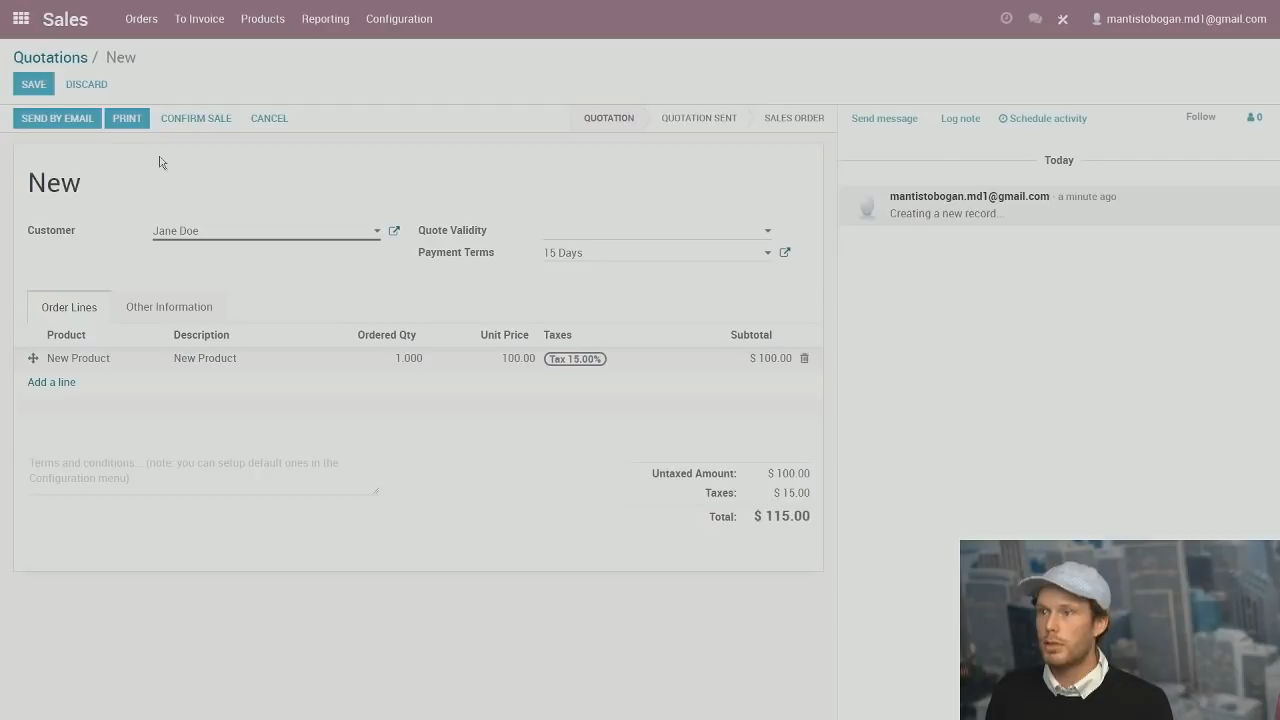 Sales Orders To Invoice Products Reporting Configuration mantistobogan.md1@gmail.com
Quotations / New
SAVE DISCARD
SEND BY EMAIL PRINT CONFIRM SALE CANCEL QUOTATION QUOTATION SENT SALES ORDER Send message Log note Schedule activity Follow 0
Today
New
mantistobogan.md1@gmail.com - a minute ago
Creating a new record...
Customer Jane Doe Quote Validity
Payment Terms 15 Days
Order Lines Other Information
Product Description Ordered Qty Unit Price Taxes Subtotal
New Product New Product 1.000 100.00 Tax 15.00% $ 100.00
Add a line
Terms and conditions... (note: you can setup default ones in the
Configuration menu)
Untaxed Amount: $ 100.00
Taxes: $ 15.00
Total: $ 115.00